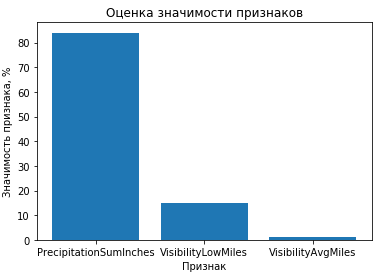 Оценка значимости признаков
Значимость признака, %
80
70
60
50
40
30
20
10
0
PrecipitationSumInches VisibilityLowMiles VisibilityAvgMiles
Признак